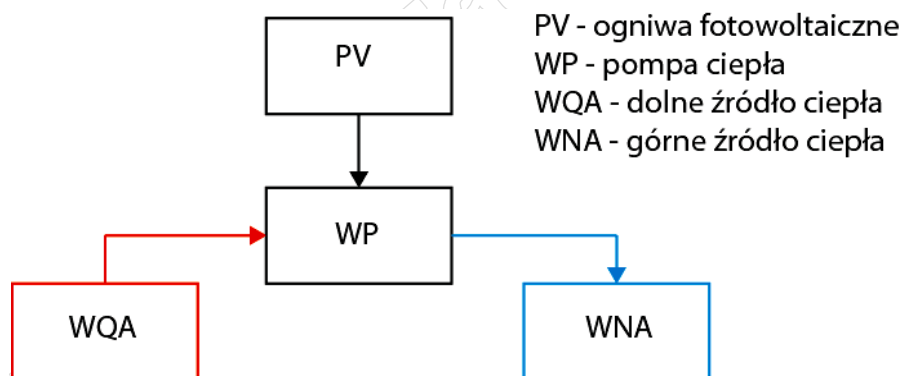 PV
PV - ogniwa fotowoltaiczne
WP - pompa ciepła
WQA - dolne źródło ciepła
WNA - górne źródło ciepła
WP
WQA
WNA